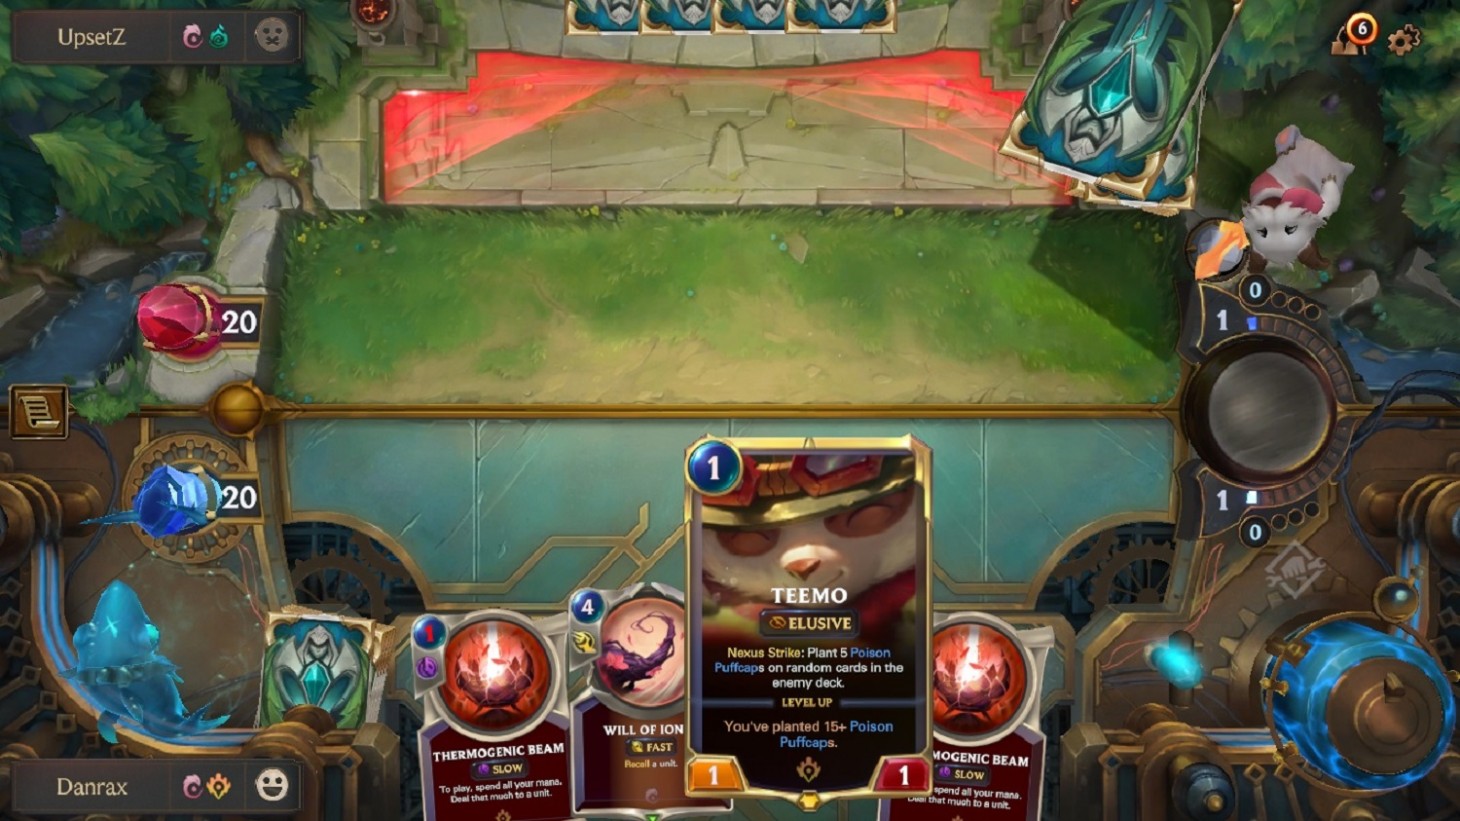 UpsetZ
6
20
0
1
20
1
0
1
TEEMO
ELUSIVE
Nexus Strike: Plant 5 Poison
Puffcaps on random cards in the
enemy deck.
LEVEL UP
You've planted 15+ Poison
Puffcaps.
1
1
1
THERMOGENIC BEAM
SLOW
To play, spend all your mana.
Deal that much to a unit.
4
WILL OF ION
FAST
Recall a unit.
MOGENIC BEAM
SLOW
spend all your mana.
Deal that much to a unit.
Danrax